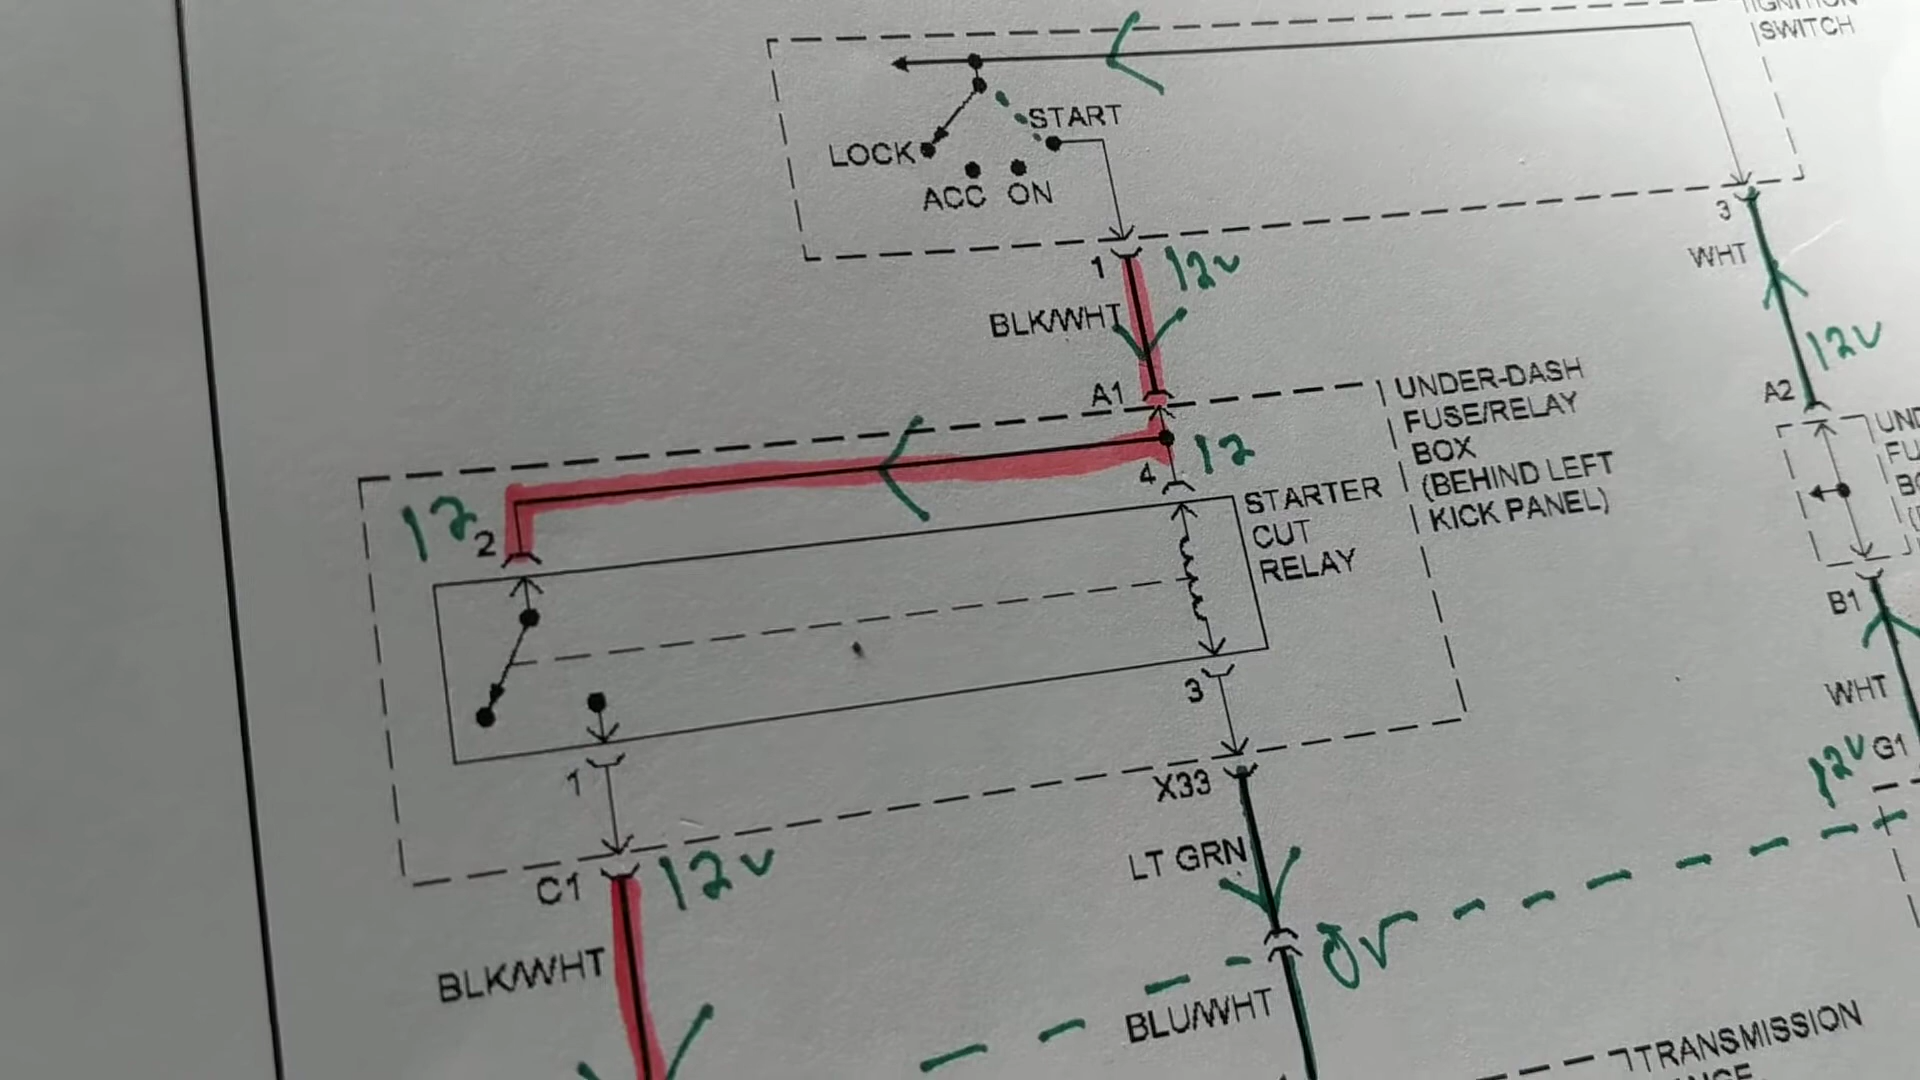 IGNITION
SWITCH
START
LOCK
ACC ON
3
WHT
1
12v
BLK/WHT
12v
A1
A2
UNDER-DASH
FUSE/RELAY
BOX
(BEHIND LEFT
KICK PANEL)
12
4
12
2
STARTER
CUT
RELAY
B1
3
WHT
1
X33
12v
G1
C1
12v
LT GRN
0v
BLK/WHT
BLU/WHT
TRANSMISSION